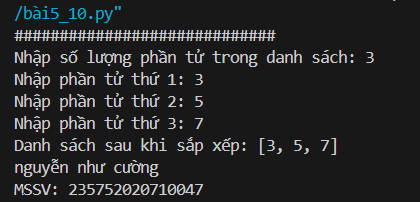 /bài5_10.py"
#############################
Nhập số lượng phần tử trong danh sách: 3
Nhập phần tử thứ 1: 3
Nhập phần tử thứ 2: 5
Nhập phần tử thứ 3: 7
Danh sách sau khi sắp xếp: [3, 5, 7]
nguyễn như cường
MSSV: 235752020710047